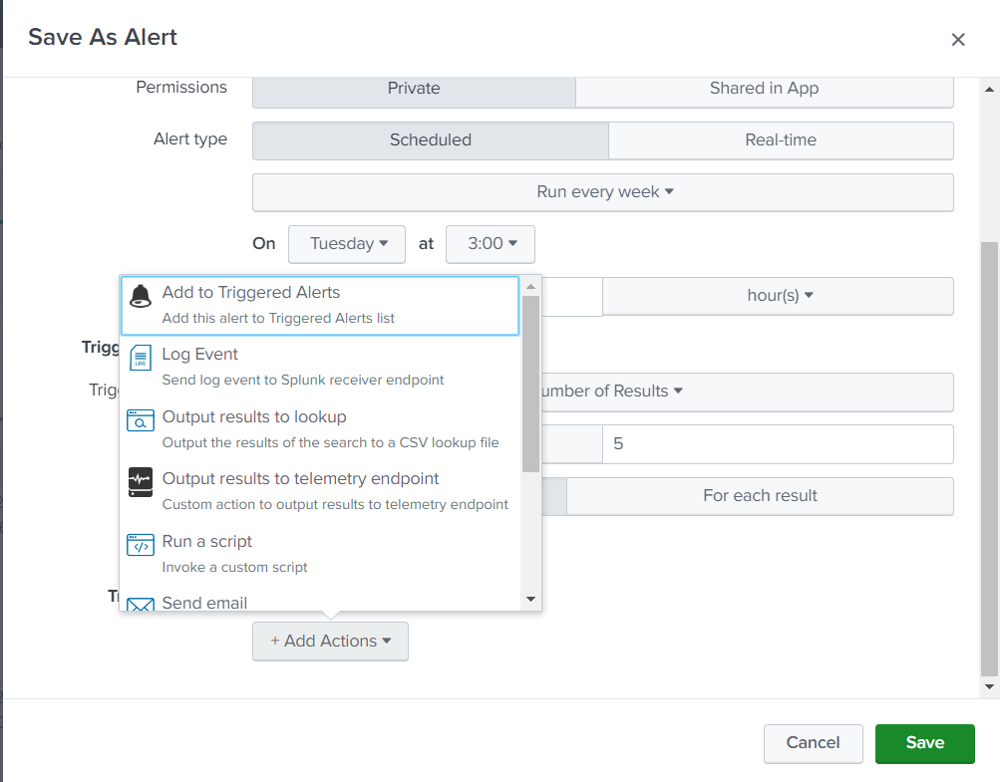 Save As Alert
Permissions Private Shared in App
Alert type Scheduled Real-time
Run every week
On Tuesday at 3:00
Add to Triggered Alerts
hour(s)
Add this alert to Triggered Alerts list
Log Event
Send log event to Splunk receiver endpoint
umber of Results
Output results to lookup
Output the results of the search to a CSV lookup file
5
Output results to telemetry endpoint
Custom action to output results to telemetry endpoint
For each result
Run a script
Invoke a custom script
Send email
+ Add Actions
Cancel Save